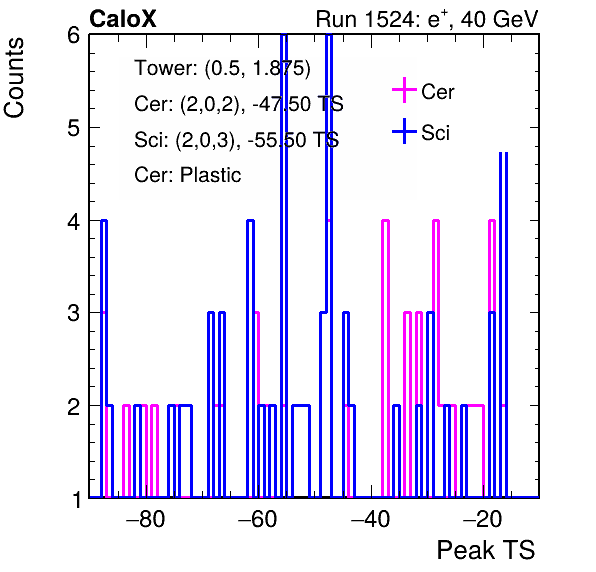 CaloX Run 1524: e⁺, 40 GeV
Counts
6
5
4
3
2
1
Tower: (0.5, 1.875)
Cer: (2,0,2), -47.50 TS
Sci: (2,0,3), -55.50 TS
Cer: Plastic
Cer
Sci
−80 −60 −40 −20
Peak TS